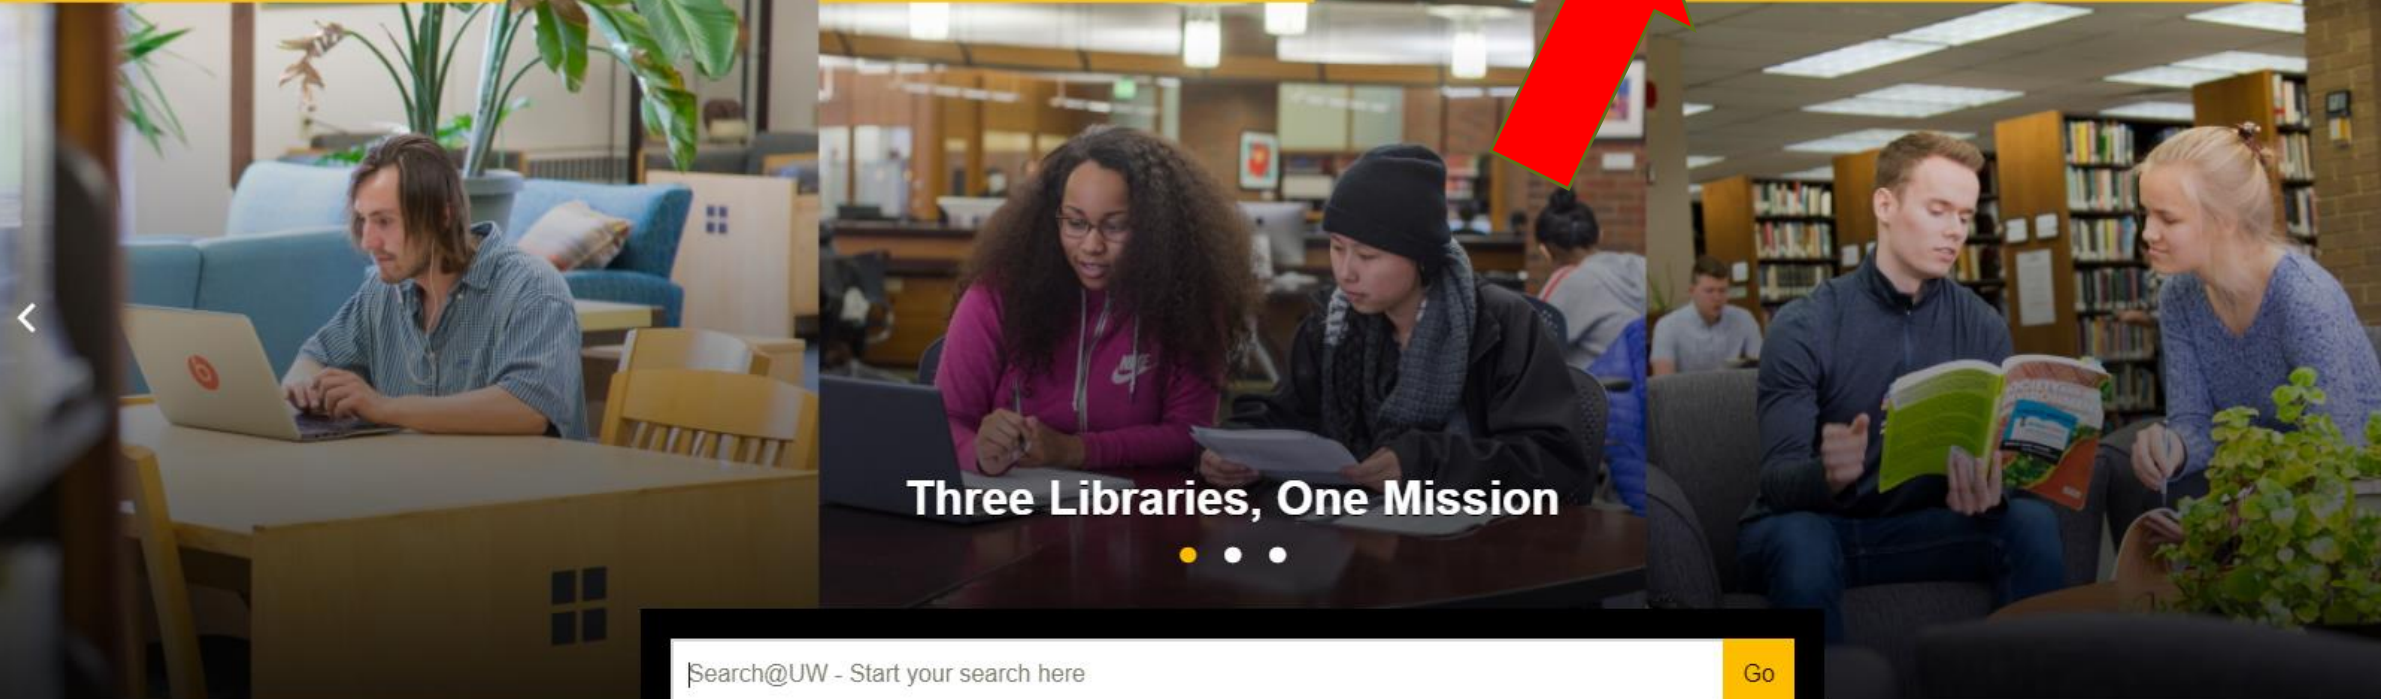 Three Libraries, One Mission
Search@UW - Start your search here
Go